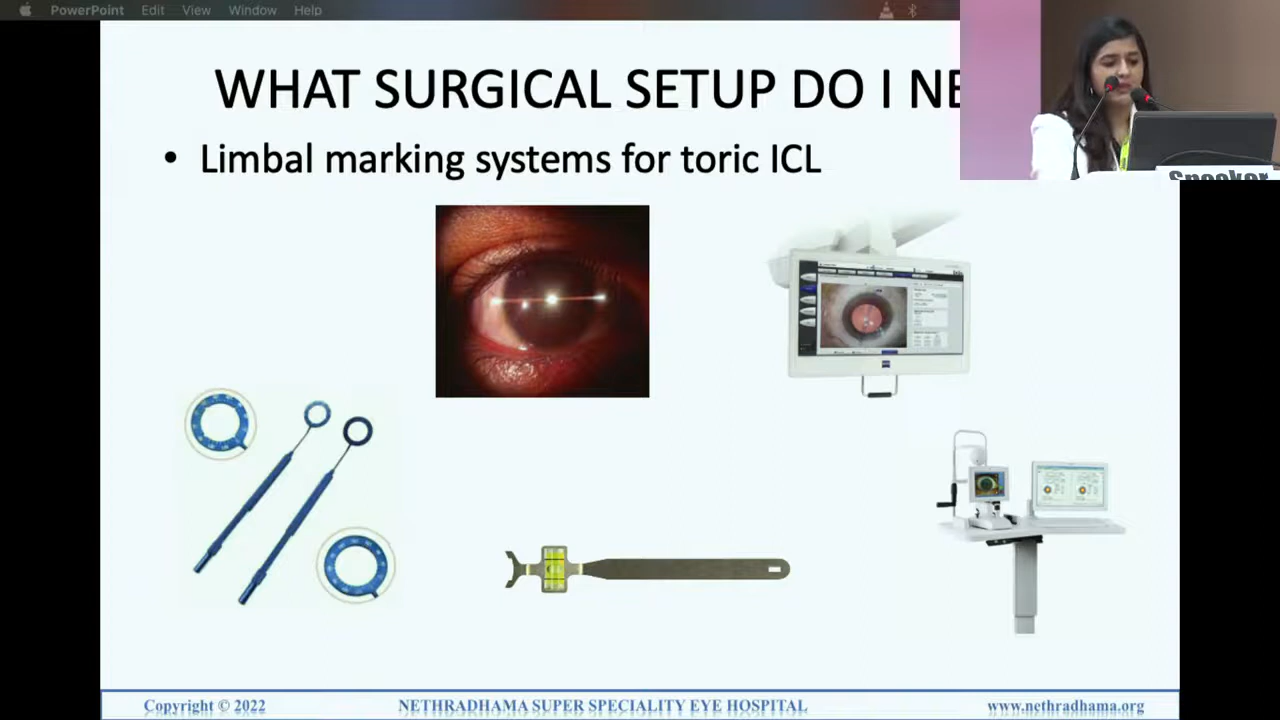 PowerPoint Edit View Window Help
WHAT SURGICAL SETUP DO I NE
• Limbal marking systems for toric ICL
Speaker
Copyright © 2022 NETHRADHAMA SUPER SPECIALITY EYE HOSPITAL www.nethradhama.org